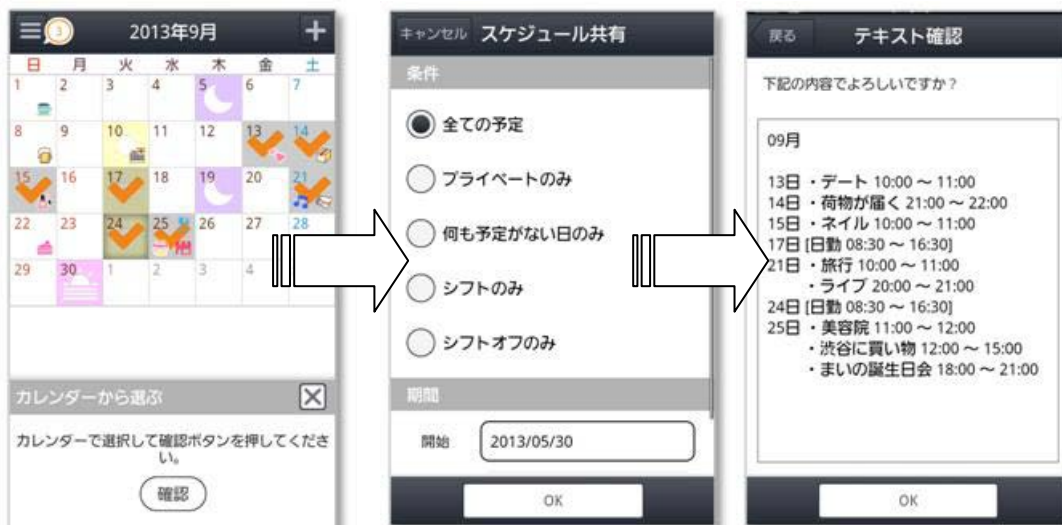 3
2013年9月
+
日 月 火 水 木 金 土
1 2 3 4 5 6 7
8 9 10 11 12 13 14
15 16 17 18 19 20 21
22 23 24 25 26 27 28
29 30 1 2 3 4
カレンダーから選ぶ
カレンダーで選択して確認ボタンを押してくださ
い。
確認
キャンセル スケジュール共有
条件
全ての予定
プライベートのみ
何も予定がない日のみ
シフトのみ
シフトオフのみ
期間
開始 2013/05/30
OK
戻る テキスト確認
下記の内容でよろしいですか?
09月
13日 ・デート 10:00 ~ 11:00
14日 ・荷物が届く 21:00 ~ 22:00
15日 ・ネイル 10:00 ~ 11:00
17日 [日勤 08:30 ~ 16:30]
21日 ・旅行 10:00 ~ 11:00
・ライブ 20:00 ~ 21:00
24日 [日勤 08:30 ~ 16:30]
25日 ・美容院 11:00 ~ 12:00
・渋谷に買い物 12:00 ~ 15:00
・まいの誕生日会 18:00 ~ 21:00
OK